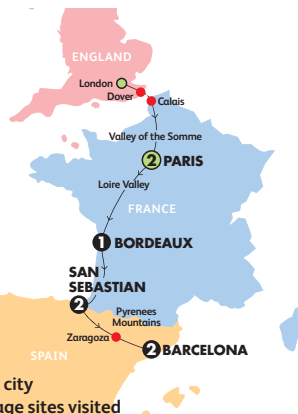 ENGLAND
London
Dover
Calais
Valley of the Somme
2 PARIS
Loire Valley
FRANCE
1 BORDEAUX
SAN
SEBASTIAN
2
Pyrenees
Mountains
Zaragoza
2 BARCELONA
SPAIN
city
age sites visited